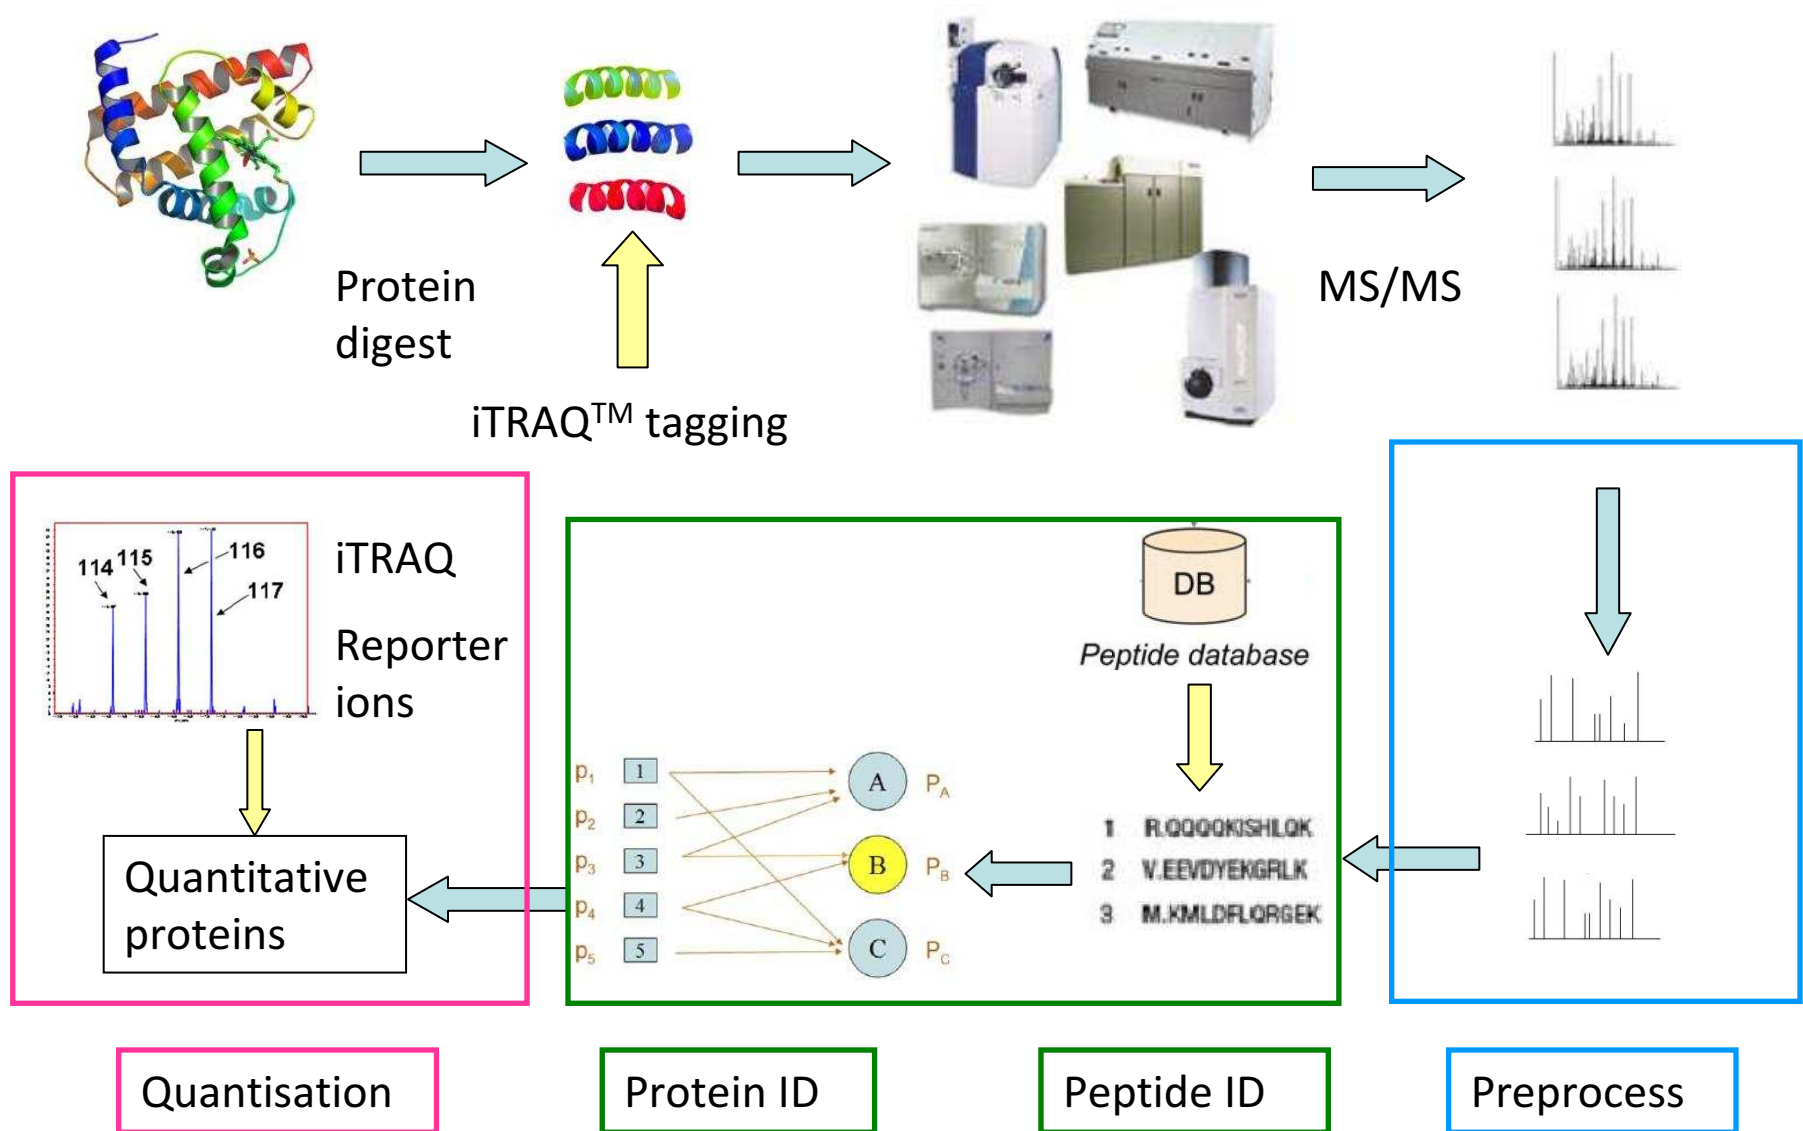 Protein
digest
MS/MS
iTRAQ™ tagging
114
115
116
117
iTRAQ
Reporter
ions
DB
Peptide database
p1 1
p2 2
p3 3
p4 4
p5 5
A PA
B PB
C PC
1 R.QQQQKISHLQK
2 V.EEVDYEKGRLK
3 M.KMLDFLQRGEK
Quantitative
proteins
Quantisation
Protein ID
Peptide ID
Preprocess